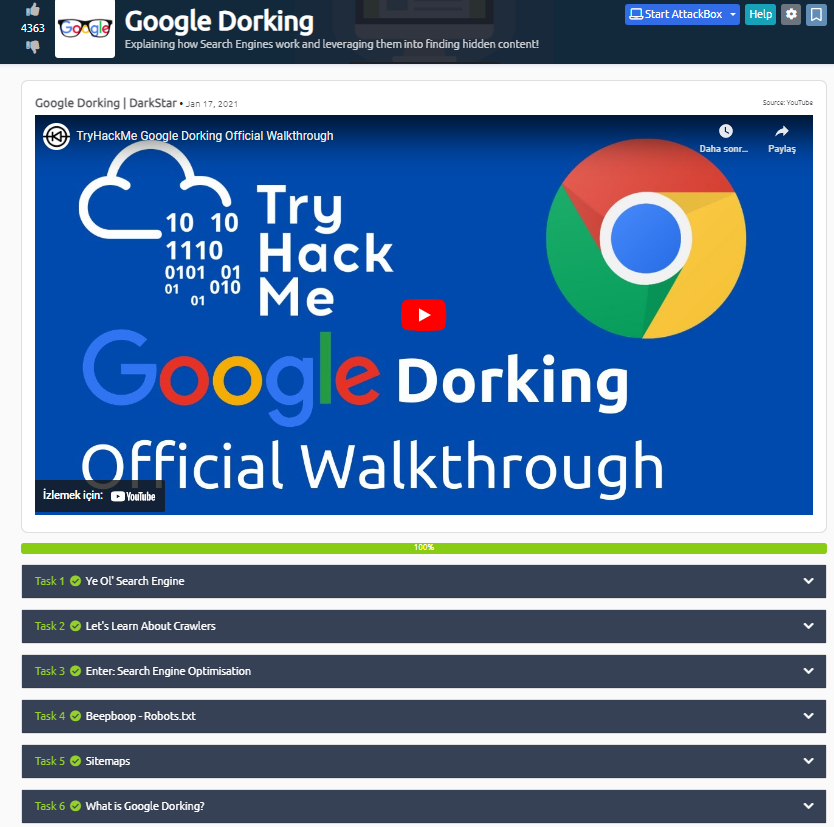 4363
Google
Google Dorking
Explaining how Search Engines work and leveraging them into finding hidden content!
Start AttackBox
Help
Google Dorking | DarkStar • Jan 17, 2021
Source: YouTube
TryHackMe Google Dorking Official Walkthrough
Daha sonr...
Paylaş
10 10
1110
0101 01
01 010
01
Try
Hack
Me
Google Dorking
Official Walkthrough
İzlemek için: YouTube
100%
Task 1 Ye Ol' Search Engine
Task 2 Let's Learn About Crawlers
Task 3 Enter: Search Engine Optimisation
Task 4 Beepboop - Robots.txt
Task 5 Sitemaps
Task 6 What is Google Dorking?